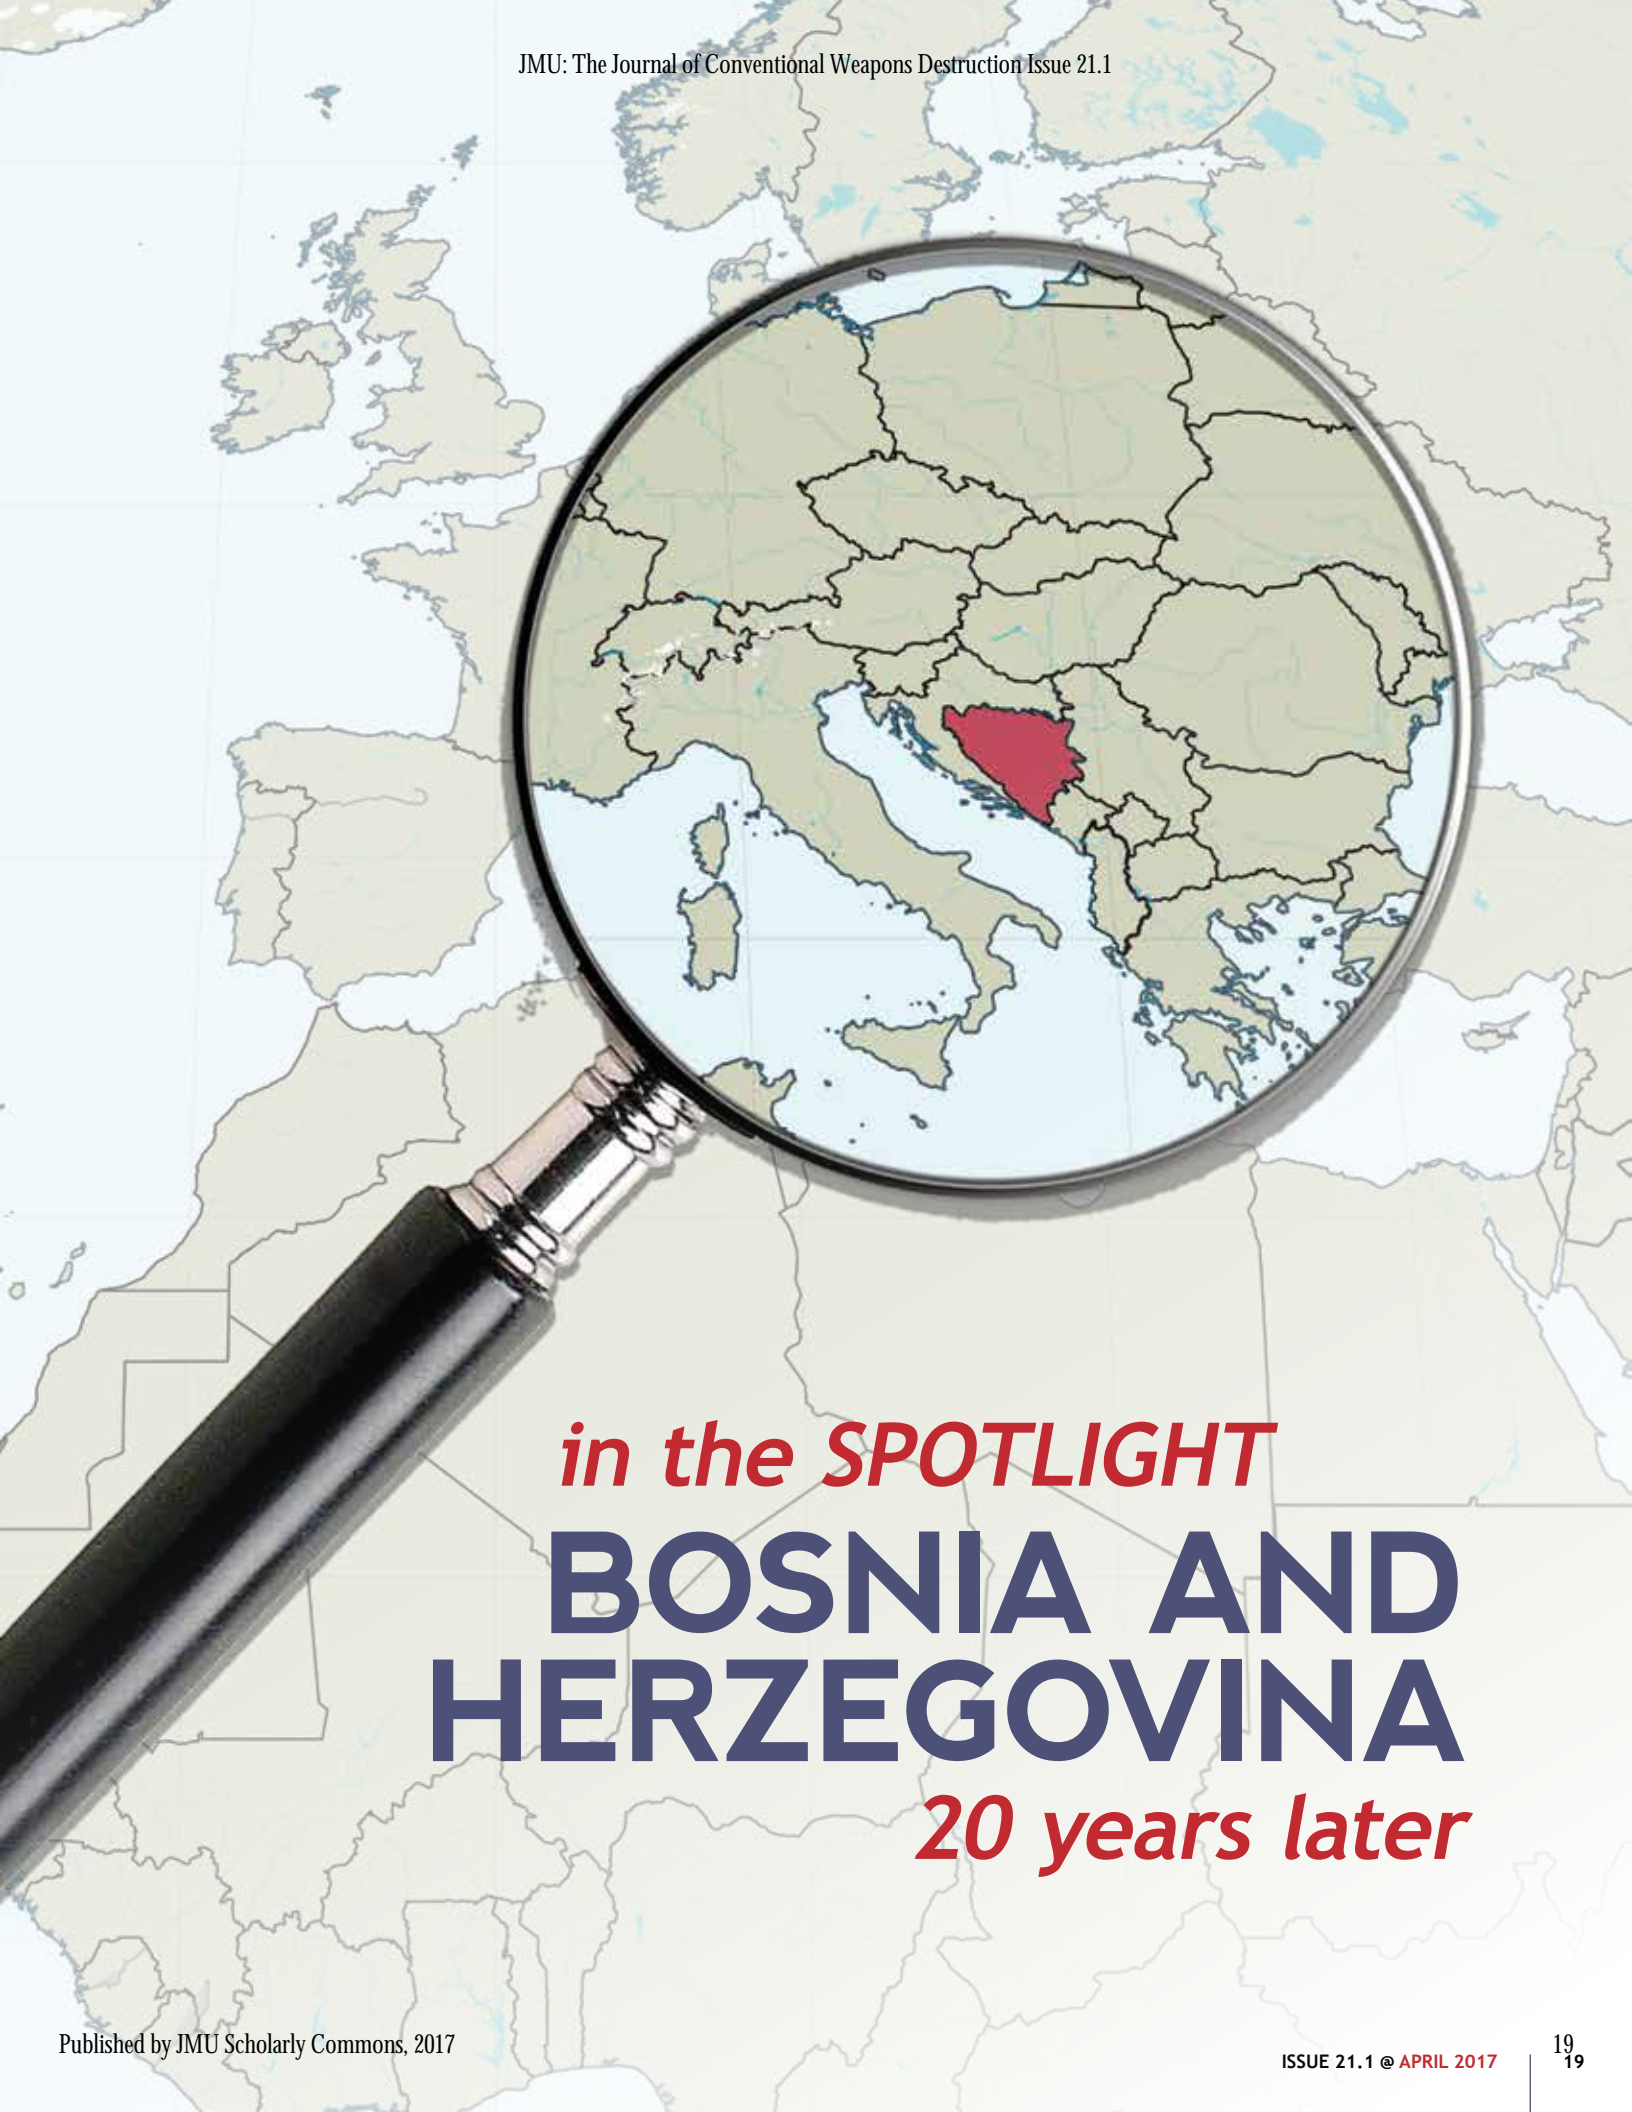 JMU: The Journal of Conventional Weapons Destruction Issue 21.1
in the SPOTLIGHT
BOSNIA AND
HERZEGOVINA
20 years later
Published by JMU Scholarly Commons, 2017
19
ISSUE 21.1 @ APRIL 2017
19